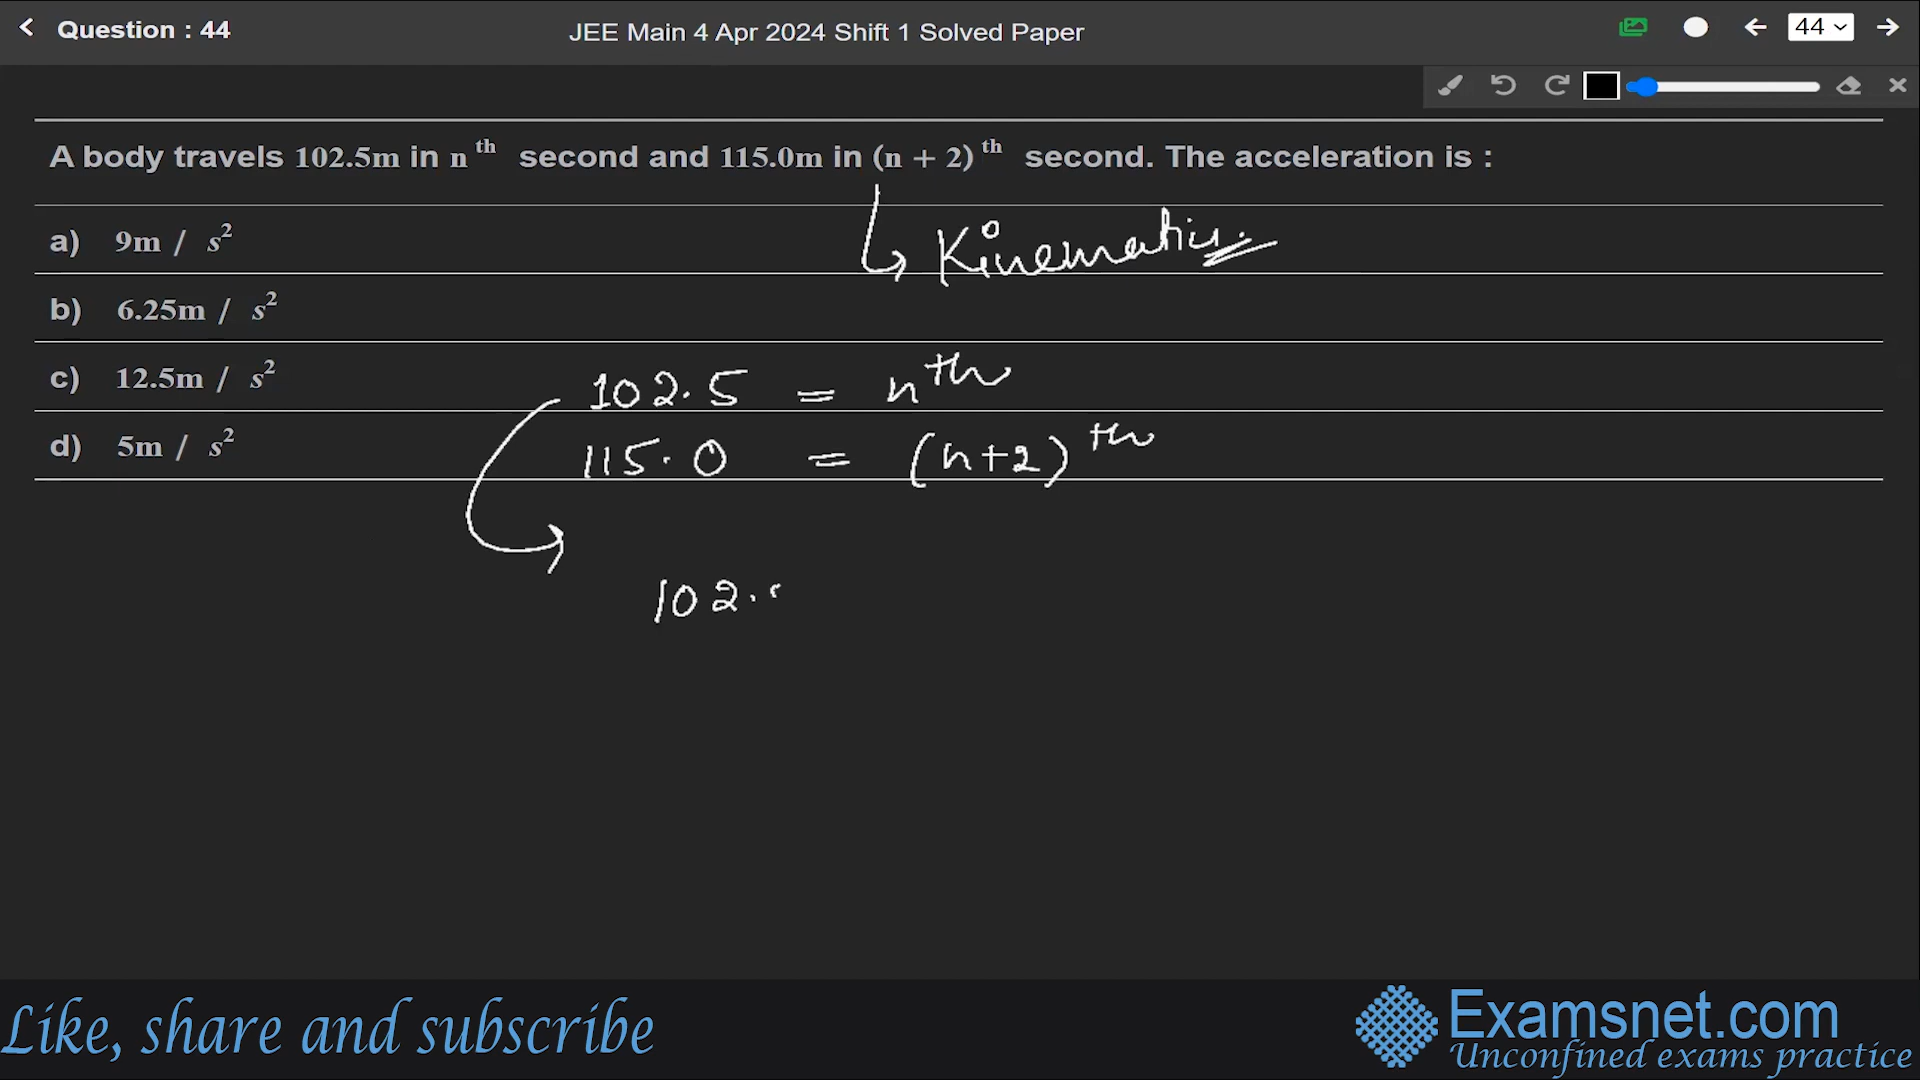 Question : 44
JEE Main 4 Apr 2024 Shift 1 Solved Paper
44
A body travels 102.5m in n th second and 115.0m in (n + 2) th second. The acceleration is :
a) 9m / s²
Kinematics.
b) 6.25m / s²
c) 12.5m / s²
102.5 = nth
d) 5m / s²
115.0 = (n+2)th
102.
Like, share and subscribe
Examsnet.com
Unconfined exams practice